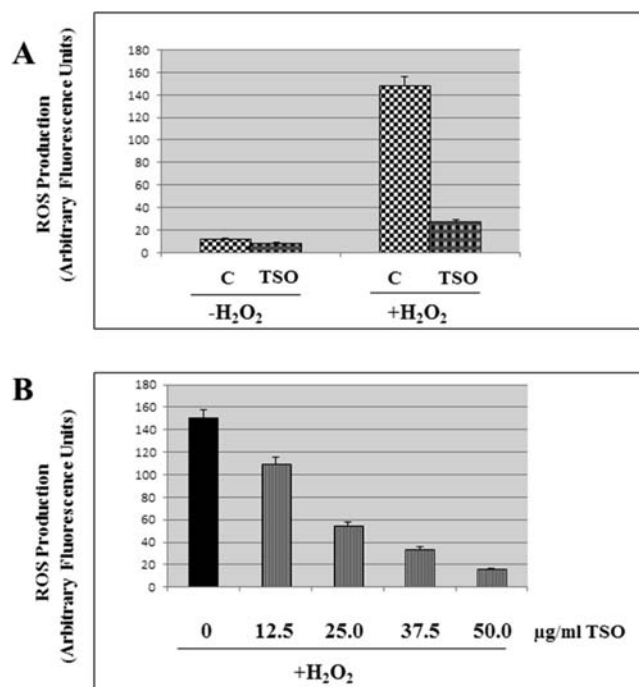 A
ROS Production
(Arbitrary Fluorescence Units)
180
160
140
120
100
80
60
40
20
0
C TSO C TSO
-H₂O₂ +H₂O₂
B
ROS Production
(Arbitrary Fluorescence Units)
180
160
140
120
100
80
60
40
20
0
0 12.5 25.0 37.5 50.0 µg/ml TSO
+H₂O₂